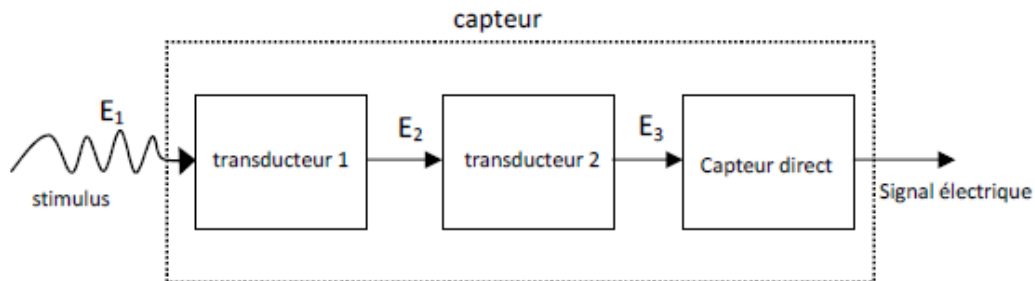 capteur
E₁
stimulus
transducteur 1
E₂
transducteur 2
E₃
Capteur direct
Signal électrique